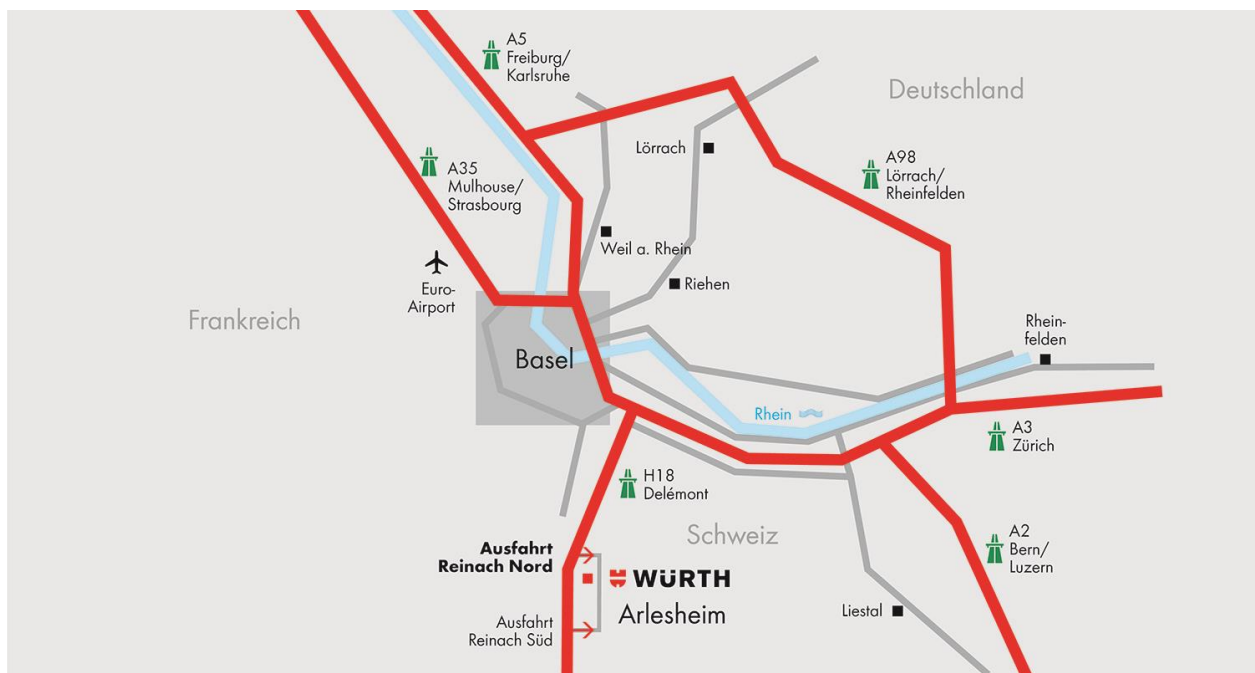 A5
Freiburg/
Karlsruhe
Deutschland
Lörrach
A98
Lörrach/
Rheinfelden
A35
Mulhouse/
Strasbourg
Weil a. Rhein
Euro-
Airport
Riehen
Frankreich
Rhein-
felden
Basel
Rhein
A3
Zürich
H18
Delémont
Schweiz
A2
Bern/
Luzern
Ausfahrt
Reinach Nord
WÜRTH
Arlesheim
Liestal
Ausfahrt
Reinach Süd